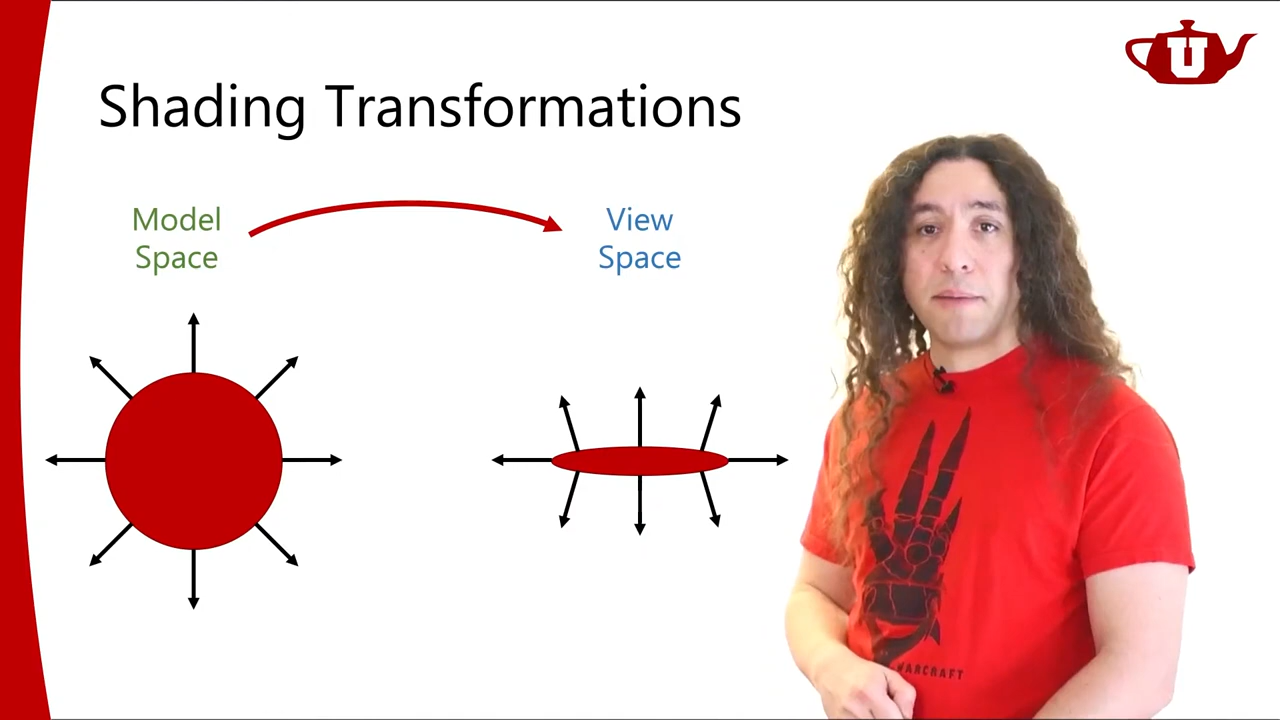 U
Shading Transformations
Model
Space
View
Space
WARCRAFT